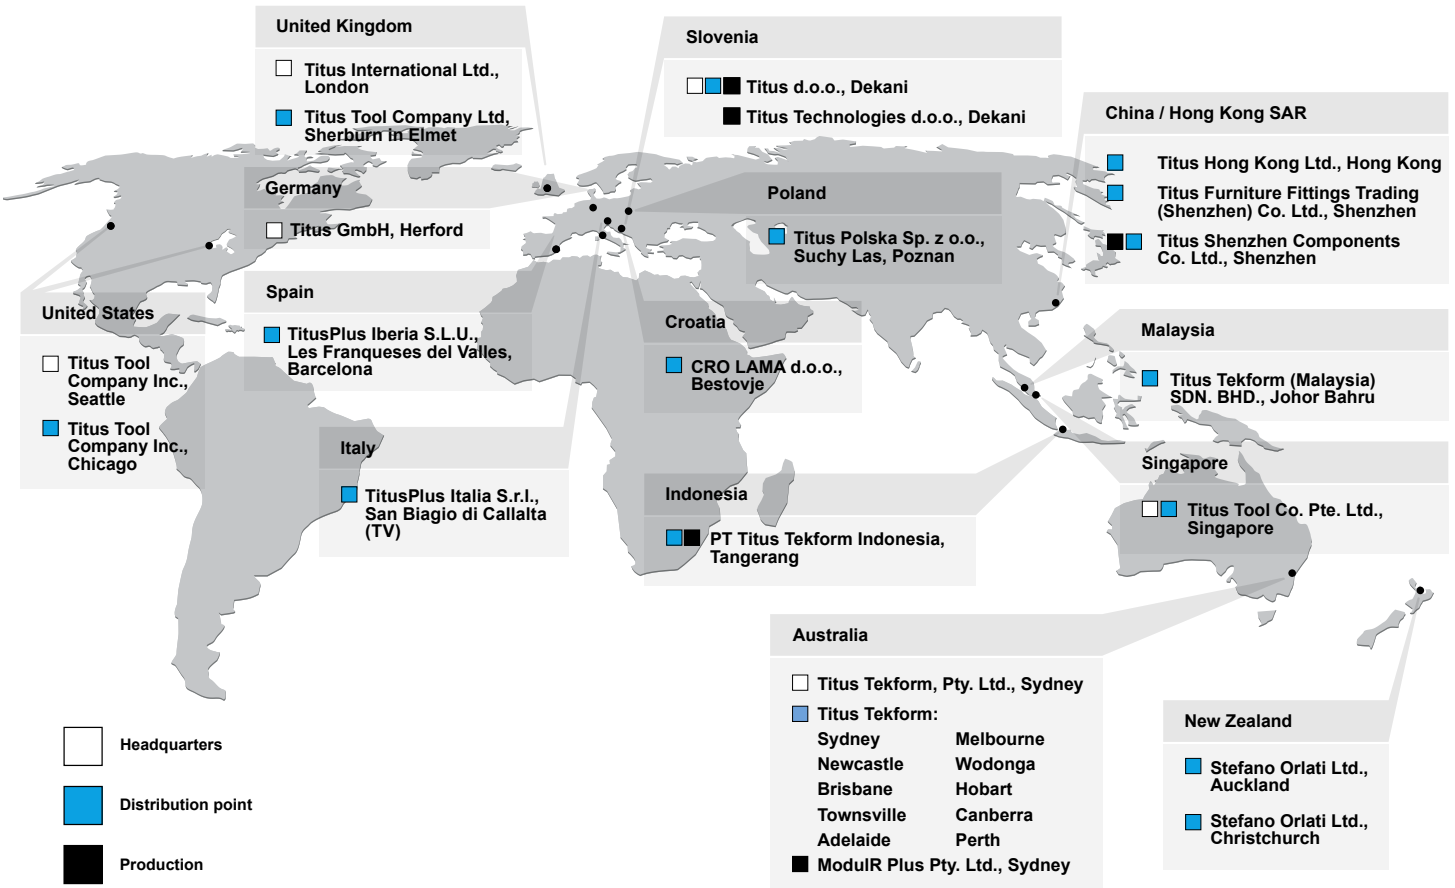 United Kingdom
Titus International Ltd.,
London
Titus Tool Company Ltd,
Sherburn in Elmet
Slovenia
Titus d.o.o., Dekani
Titus Technologies d.o.o., Dekani
China / Hong Kong SAR
Titus Hong Kong Ltd., Hong Kong
Titus Furniture Fittings Trading
(Shenzhen) Co. Ltd., Shenzhen
Titus Shenzhen Components
Co. Ltd., Shenzhen
Germany
Titus GmbH, Herford
Poland
Titus Polska Sp. z o.o.,
Suchy Las, Poznan
Spain
TitusPlus Iberia S.L.U.,
Les Franqueses del Valles,
Barcelona
United States
Titus Tool
Company Inc.,
Seattle
Titus Tool
Company Inc.,
Chicago
Croatia
CRO LAMA d.o.o.,
Bestovje
Malaysia
Titus Tekform (Malaysia)
SDN. BHD., Johor Bahru
Italy
TitusPlus Italia S.r.l.,
San Biagio di Callalta
(TV)
Indonesia
PT Titus Tekform Indonesia,
Tangerang
Singapore
Titus Tool Co. Pte. Ltd.,
Singapore
Australia
Titus Tekform, Pty. Ltd., Sydney
Titus Tekform:
Sydney Melbourne
Newcastle Wodonga
Brisbane Hobart
Townsville Canberra
Adelaide Perth
ModulR Plus Pty. Ltd., Sydney
New Zealand
Stefano Orlati Ltd.,
Auckland
Stefano Orlati Ltd.,
Christchurch
Headquarters
Distribution point
Production